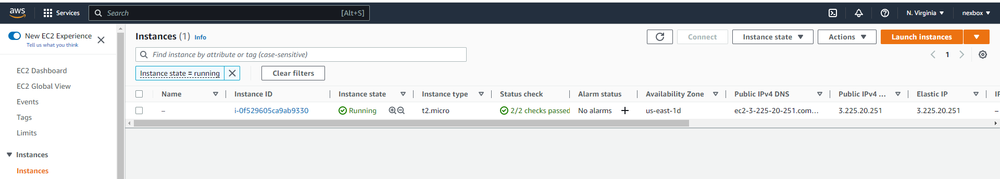 aws
Services
Search
[Alt+S]
N. Virginia
nexbox
New EC2 Experience
Tell us what you think
EC2 Dashboard
EC2 Global View
Events
Tags
Limits
Instances
Instances
Instances (1) Info
Connect
Instance state
Actions
Launch instances
Find instance by attribute or tag (case-sensitive)
1
Instance state = running
Clear filters
Name Instance ID Instance state Instance type Status check Alarm status Availability Zone Public IPv4 DNS Public IPv4 ... Elastic IP IP
– i-0f529605ca9ab9330 Running t2.micro 2/2 checks passed No alarms + us-east-1d ec2-3-225-20-251.com... 3.225.20.251 3.225.20.251 –